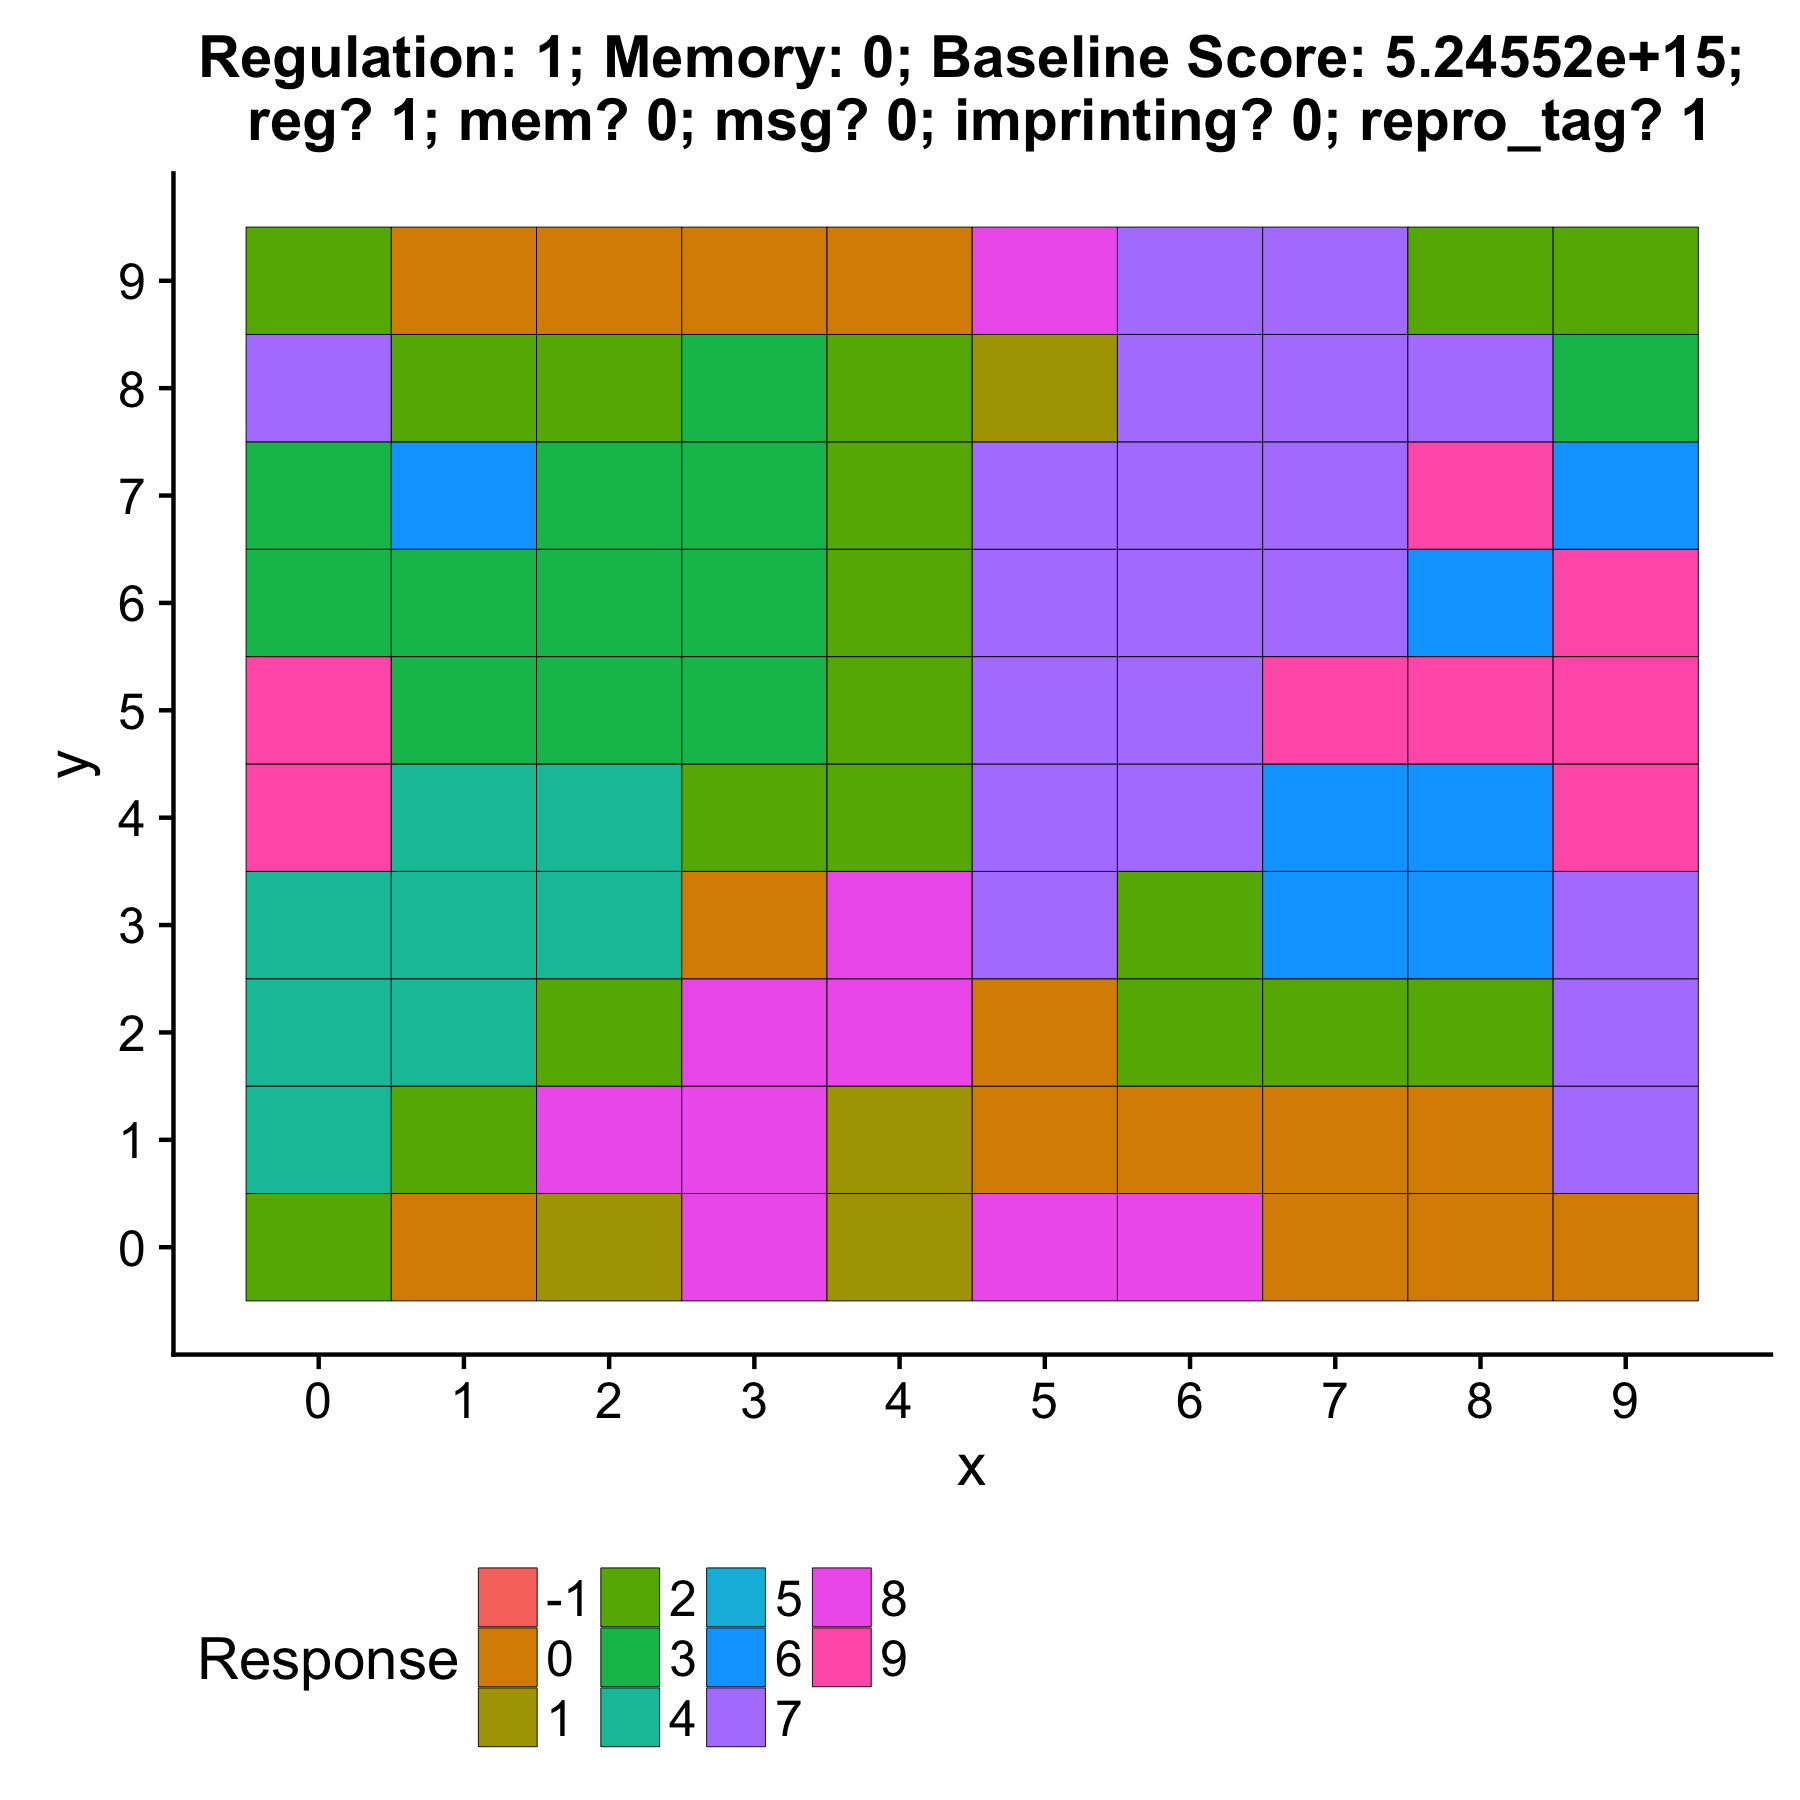 Regulation: 1; Memory: 0; Baseline Score: 5.24552e+15;
reg? 1; mem? 0; msg? 0; imprinting? 0; repro_tag? 1
9
8
7
6
5
4
3
2
1
0
y
0 1 2 3 4 5 6 7 8 9
x
Response
-1 2 5 8
0 3 6 9
1 4 7